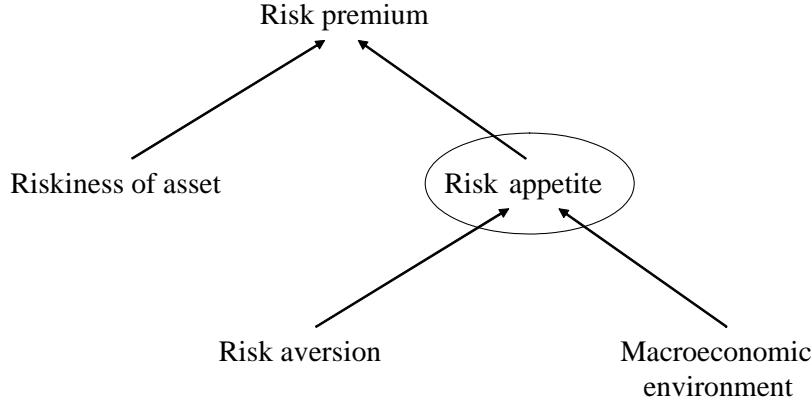 Risk premium
Riskiness of asset
Risk appetite
Risk aversion
Macroeconomic
environment